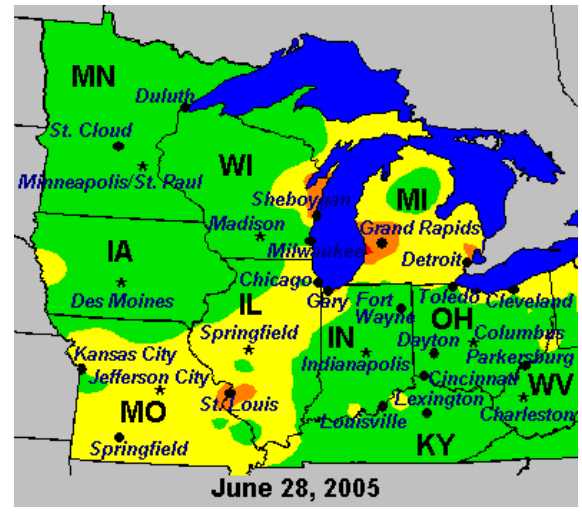 MN
Duluth
St. Cloud
WI
Minneapolis/St. Paul
Sheboygan
MI
Madison
Grand Rapids
IA
Milwaukee
Detroit
Chicago
Des Moines
Gary
Fort
Wayne
Toledo
Cleveland
IL
OH
Springfield
IN
Columbus
Kansas City
Dayton
Indianapolis
Parkersburg
Jefferson City
Cincinnati
WV
MO
St. Louis
Lexington
Charleston
Louisville
Springfield
KY
June 28, 2005